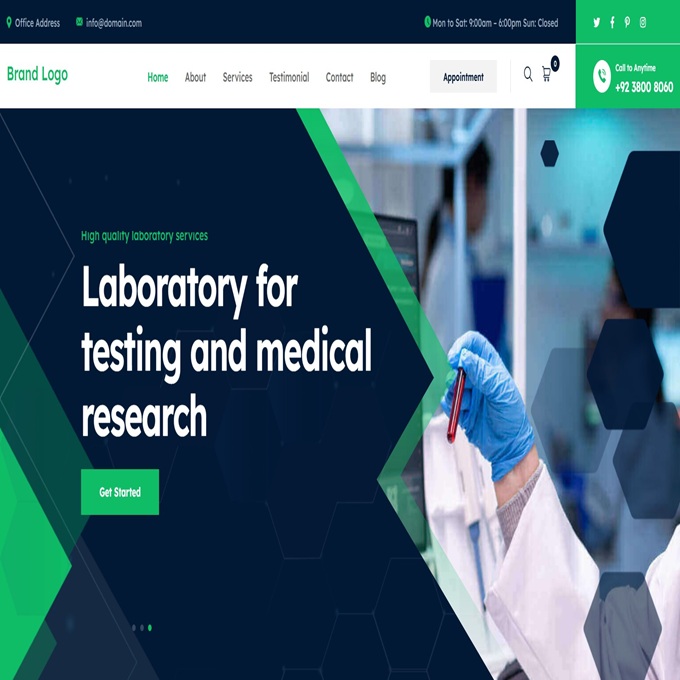 Office Address
info@domain.com
Mon to Sat: 9:00am - 6:00pm Sun: Closed
Brand Logo
Home
About
Services
Testimonial
Contact
Blog
Appointment
0
Call to Anytime
+92 3800 8060
High quality laboratory services
Laboratory for
testing and medical
research
Get Started